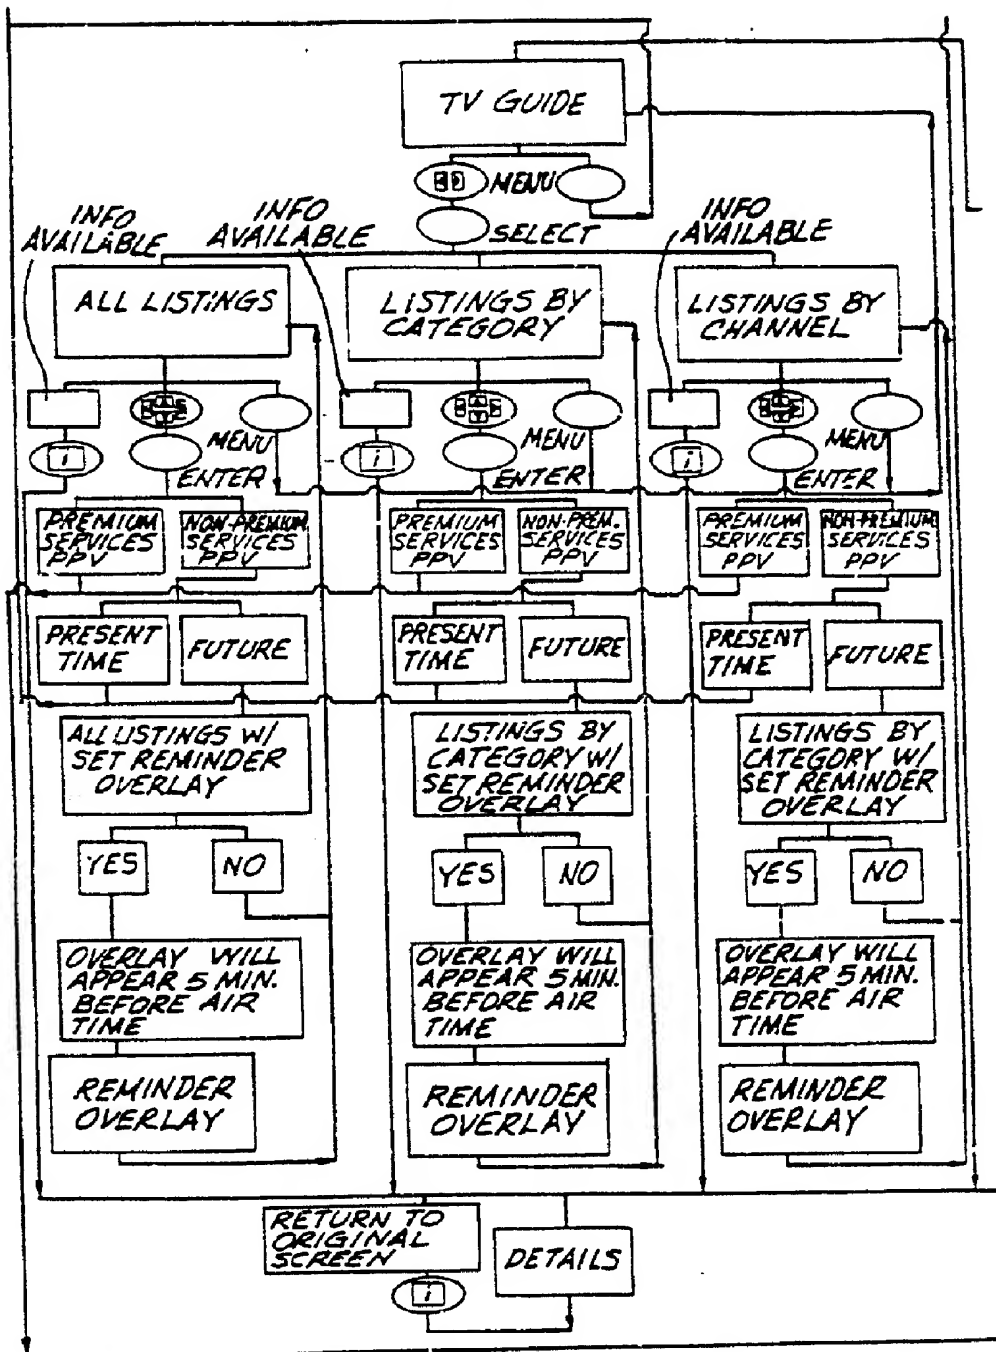 TV GUIDE
MENU
SELECT
INFO
AVAILABLE
INFO
AVAILABLE
INFO
AVAILABLE
ALL LISTINGS
LISTINGS BY
CATEGORY
LISTINGS BY
CHANNEL
MENU
i
ENTER
MENU
i
ENTER
MENU
i
ENTER
PREMIUM
SERVICES
PPV
NON-PREMIUM
SERVICES
PPV
PREMIUM
SERVICES
PPV
NON-PREM.
SERVICES
PPV
PREMIUM
SERVICES
PPV
NON-PREMIUM
SERVICES
PPV
PRESENT
TIME
FUTURE
PRESENT
TIME
FUTURE
PRESENT
TIME
FUTURE
ALL LISTINGS W/
SET REMINDER
OVERLAY
LISTINGS BY
CATEGORY W/
SET REMINDER
OVERLAY
LISTINGS BY
CATEGORY W/
SET REMINDER
OVERLAY
YES
NO
YES
NO
YES
NO
OVERLAY WILL
APPEAR 5 MIN.
BEFORE AIR
TIME
OVERLAY WILL
APPEAR 5 MIN.
BEFORE AIR
TIME
OVERLAY WILL
APPEAR 5 MIN.
BEFORE AIR
TIME
REMINDER
OVERLAY
REMINDER
OVERLAY
REMINDER
OVERLAY
RETURN TO
ORIGINAL
SCREEN
DETAILS
i